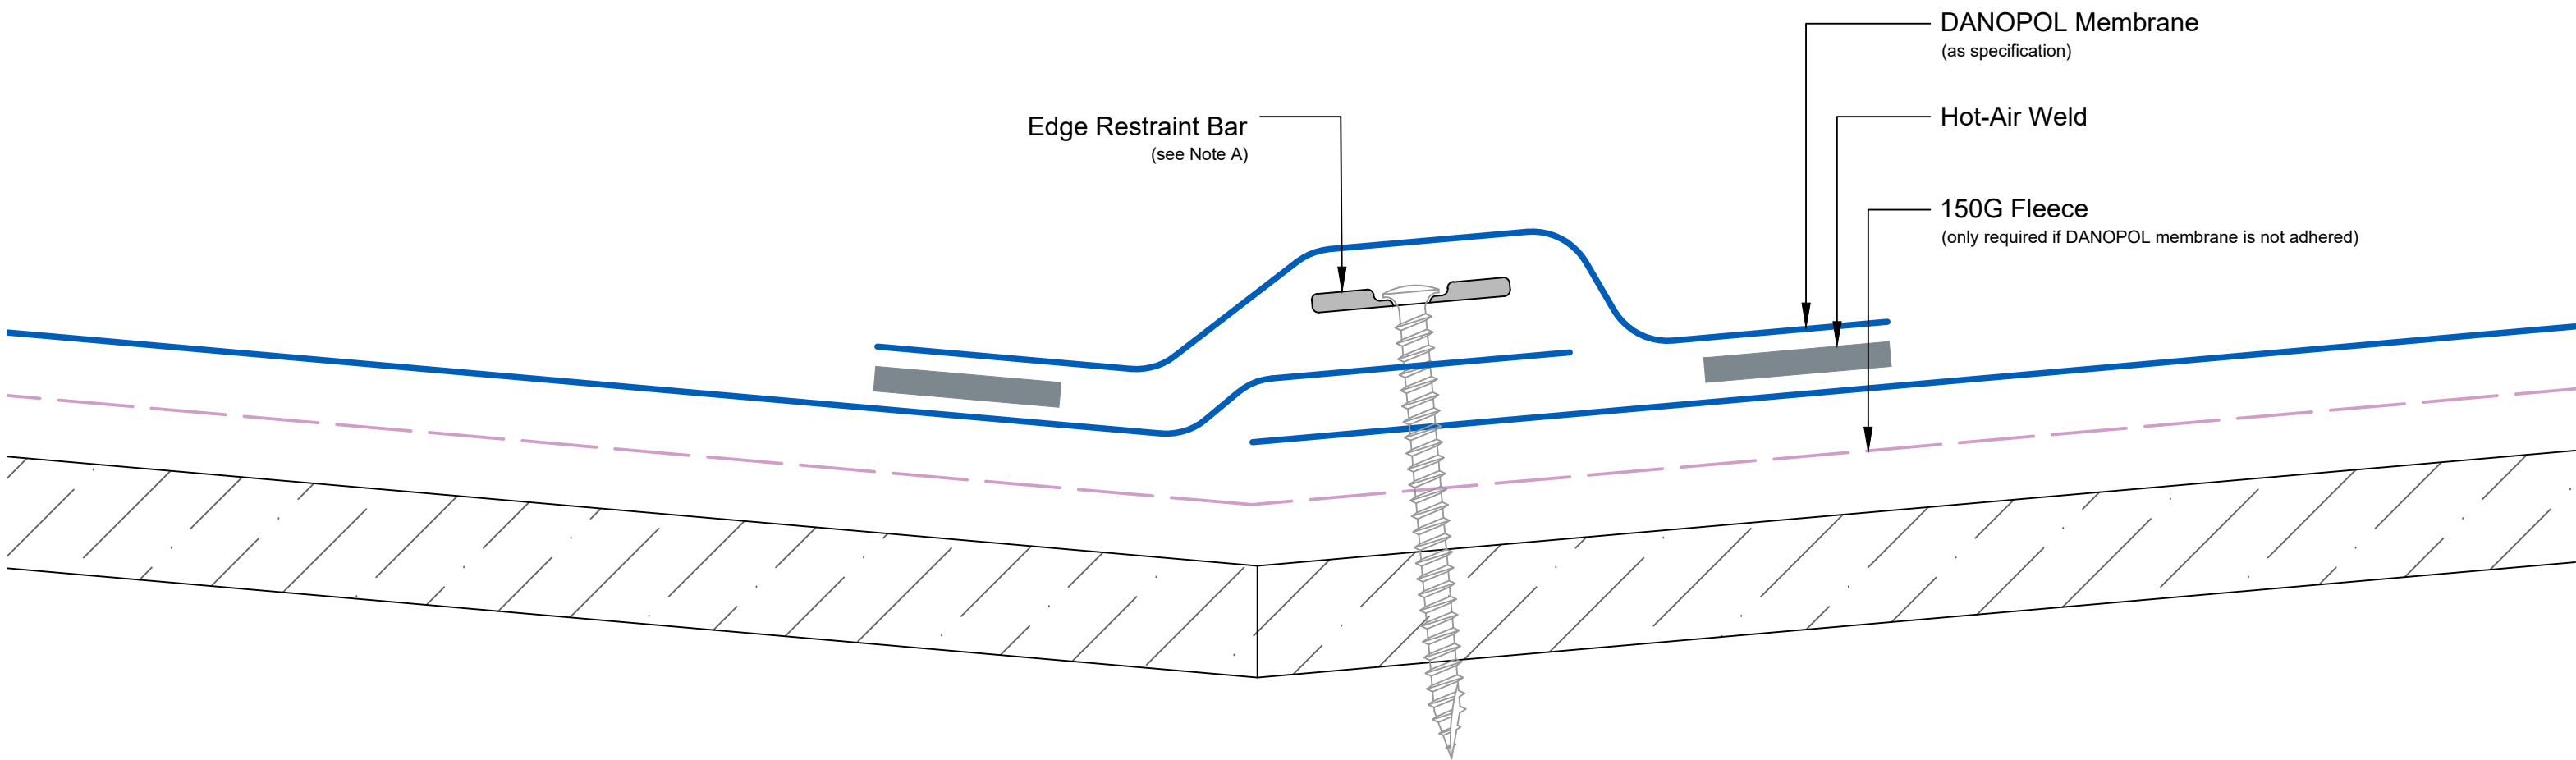 DANOPOL Membrane
(as specification)
Edge Restraint Bar
(see Note A)
Hot-Air Weld
150G Fleece
(only required if DANOPOL membrane is not adhered)